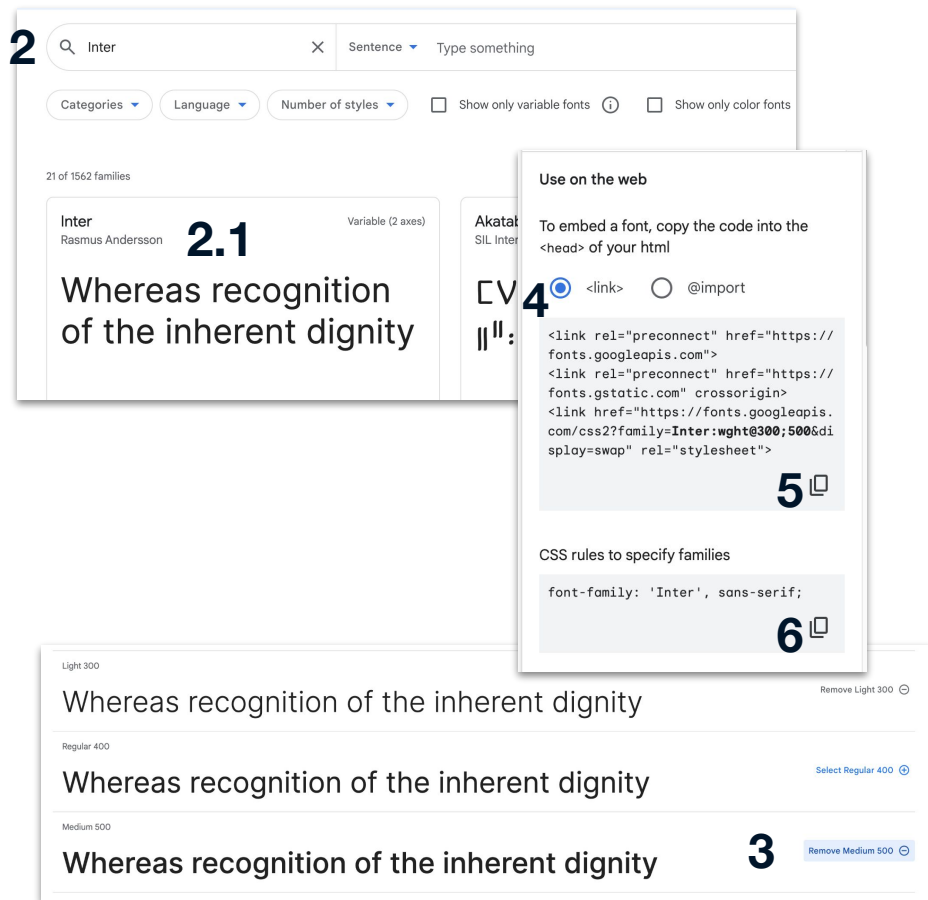 2
Inter
Sentence
Type something
Categories
Language
Number of styles
Show only variable fonts
Show only color fonts
21 of 1562 families
Inter
Variable (2 axes)
Rasmus Andersson
2.1
Whereas recognition
of the inherent dignity
SIL
Use on the web
To embed a font, copy the code into the
<head> of your html
4
<link>
@import
<link rel="preconnect" href="https://
fonts.googleapis.com">
<link rel="preconnect" href="https://
fonts.gstatic.com" crossorigin>
<link href="https://fonts.googleapis.
com/css2?family=Inter:wght@300;500&di
splay=swap" rel="stylesheet">
5
CSS rules to specify families
font-family: 'Inter', sans-serif;
6
Light 300
Whereas recognition of the inherent dignity
Remove Light 300
Regular 400
Whereas recognition of the inherent dignity
Select Regular 400
Medium 500
Whereas recognition of the inherent dignity
3
Remove Medium 500